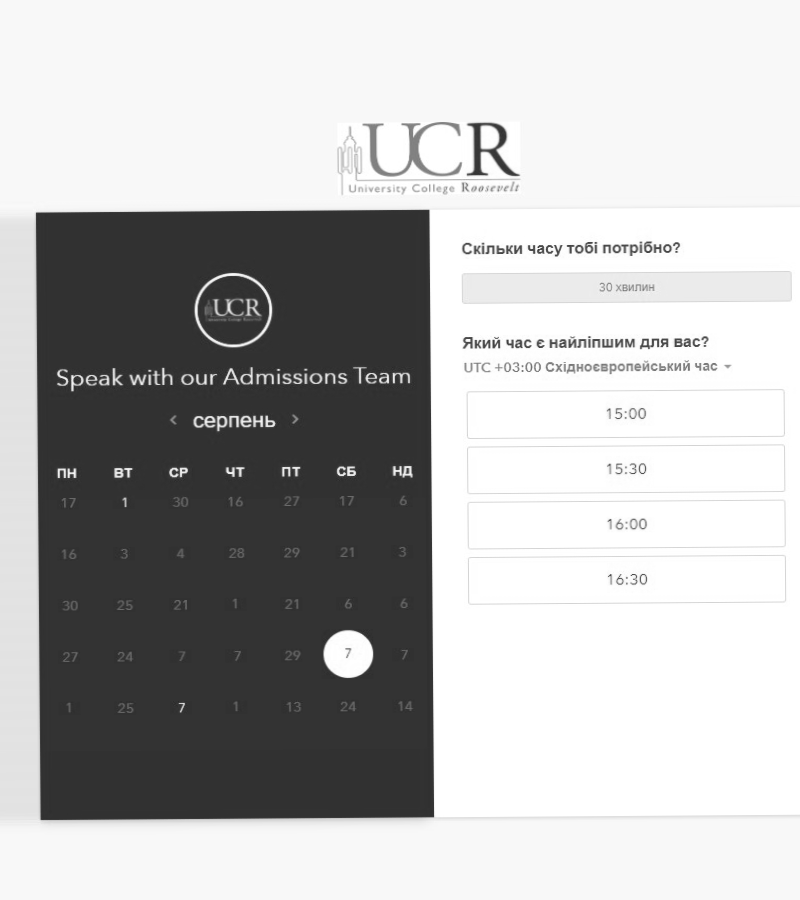 UCR
University College Roosevelt
UCR
University College Roosevelt
Speak with our Admissions Team
< серпень >
ПН ВТ СР ЧТ ПТ СБ НД
17 1 30 16 27 17 6
16 3 4 28 29 21 3
30 25 21 1 21 6 6
27 24 7 7 29 7 7
1 25 7 1 13 24 14
Скільки часу тобі потрібно?
30 хвилин
Який час є найліпшим для вас?
UTC +03:00 Східноєвропейський час
15:00
15:30
16:00
16:30